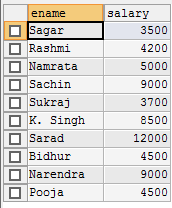 ename salary
Sagar 3500
Rashmi 4200
Namrata 5000
Sachin 9000
Sukraj 3700
K. Singh 8500
Sarad 12000
Bidhur 4500
Narendra 9000
Pooja 4500